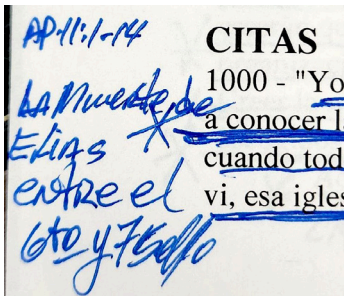 AP-11:1-14
LA Muerte, de
ELIAS
entre el
6to y 7 Sello
CITAS
1000 - "Yo
a conocer l
cuando tod
vi, esa igles